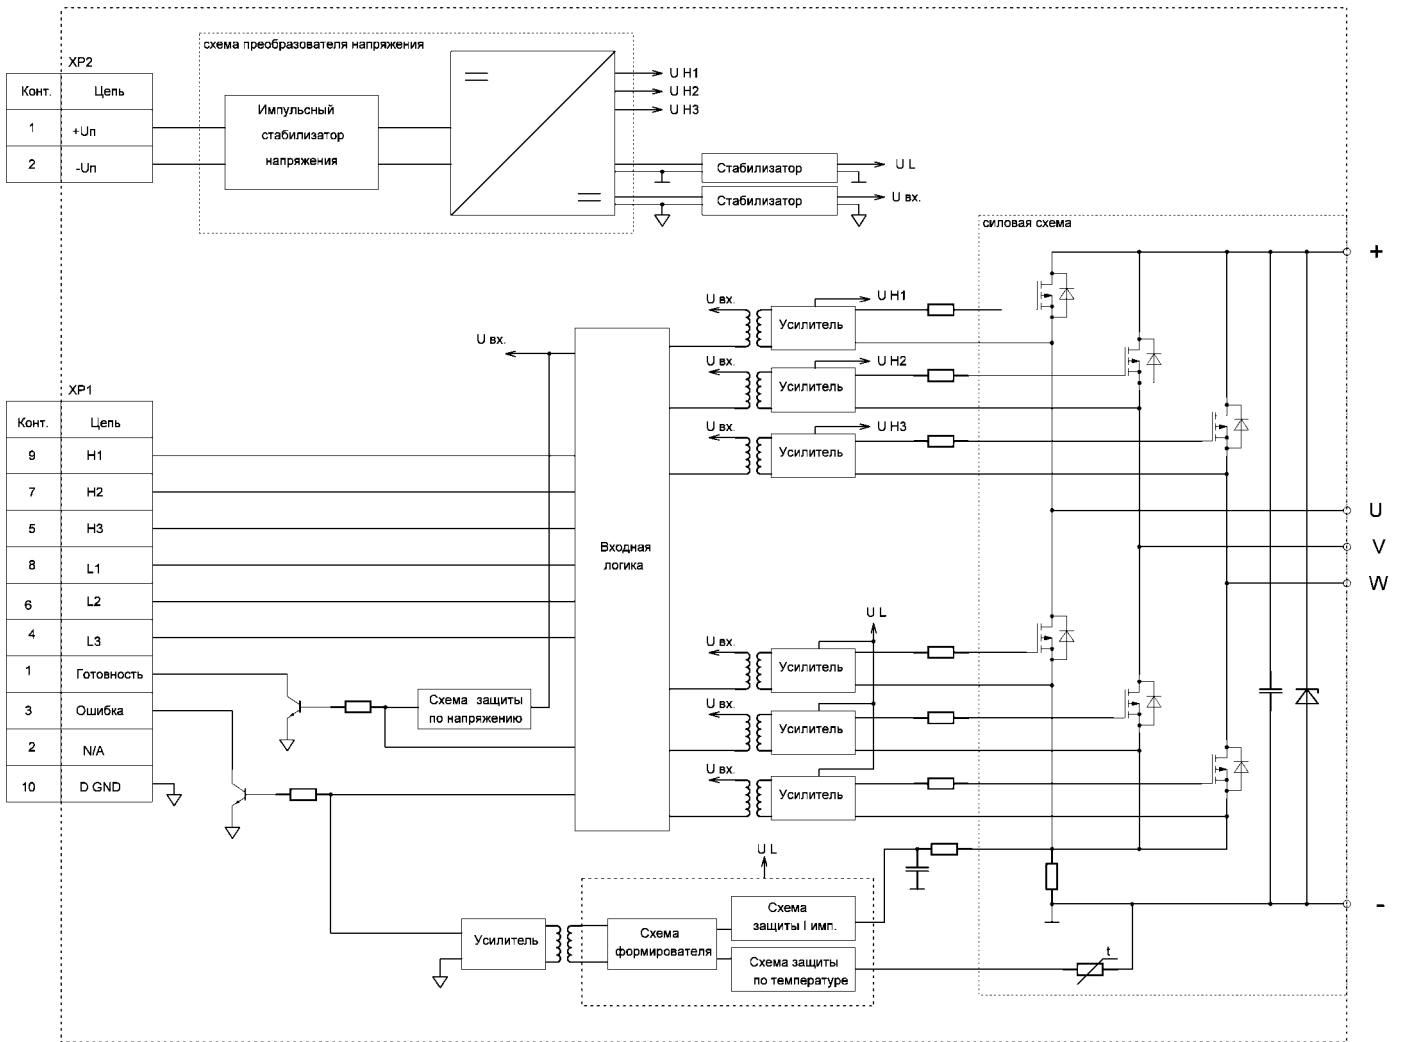 схема преобразователя напряжения
XP2
Конт. Цепь
1 +Uп
2 -Uп
Импульсный
стабилизатор
напряжения
U H1
U H2
U H3
Стабилизатор
U L
Стабилизатор
U вх.
силовая схема
+
U вх.
Усилитель
U H1
U вх.
U вх.
Усилитель
U H2
U вх.
Усилитель
U H3
XP1
Конт. Цепь
9 H1
7 H2
5 H3
8 L1
6 L2
4 L3
1 Готовность
3 Ошибка
2 N/A
10 D GND
Входная
логика
U
V
W
U L
U вх.
Усилитель
U вх.
Усилитель
U вх.
Усилитель
Схема защиты
по напряжению
U L
Усилитель
Схема
формирователя
Схема
защиты I имп.
Схема защиты
по температуре
t
-